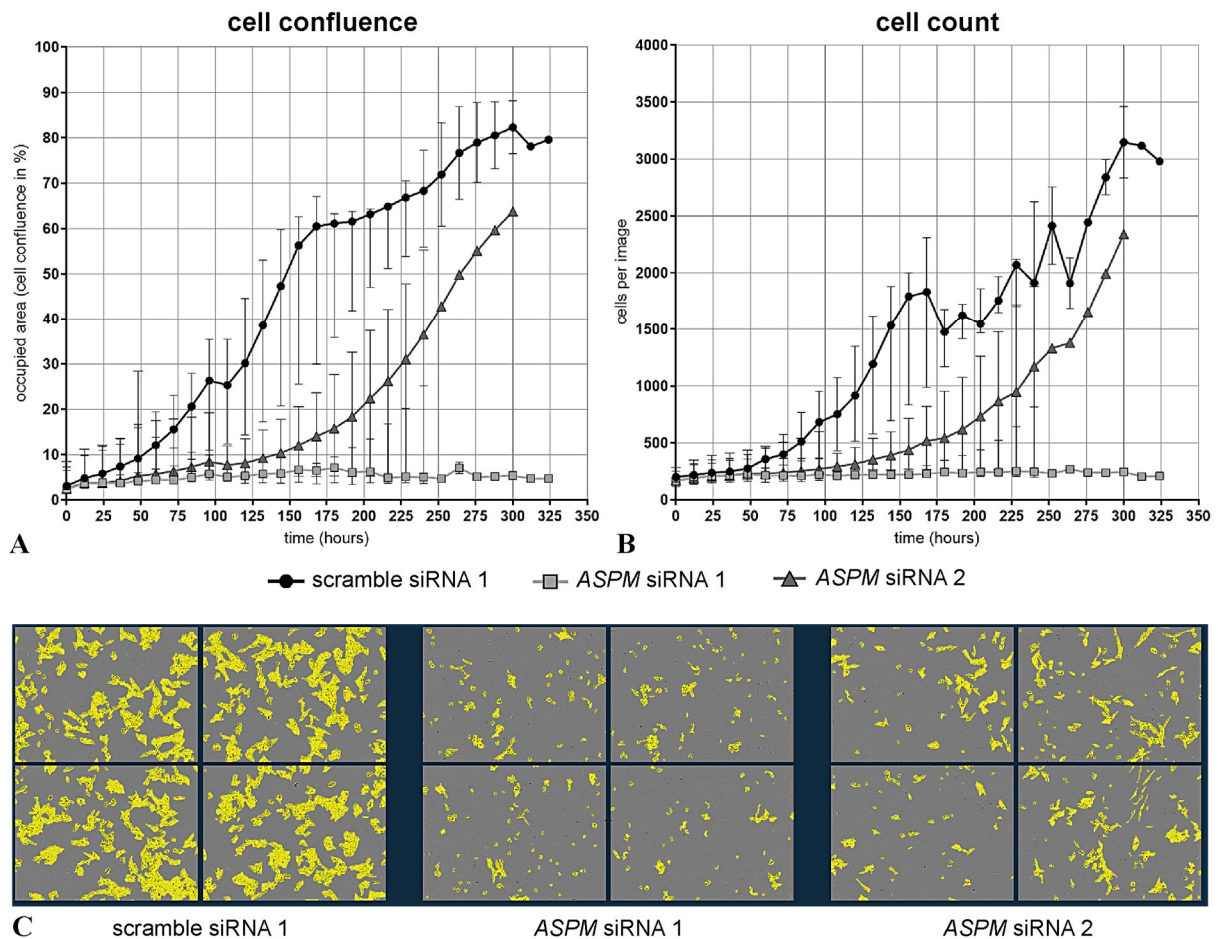 cell confluence
100
90
80
70
60
50
40
30
20
10
0
occupied area (cell confluence in %)
0 25 50 75 100 125 150 175 200 225 250 275 300 325 350
time (hours)
A
cell count
4000
3500
3000
2500
2000
1500
1000
500
0
cells per image
0 25 50 75 100 125 150 175 200 225 250 275 300 325 350
time (hours)
B
scramble siRNA 1 ASPM siRNA 1 ASPM siRNA 2
C
scramble siRNA 1 ASPM siRNA 1 ASPM siRNA 2